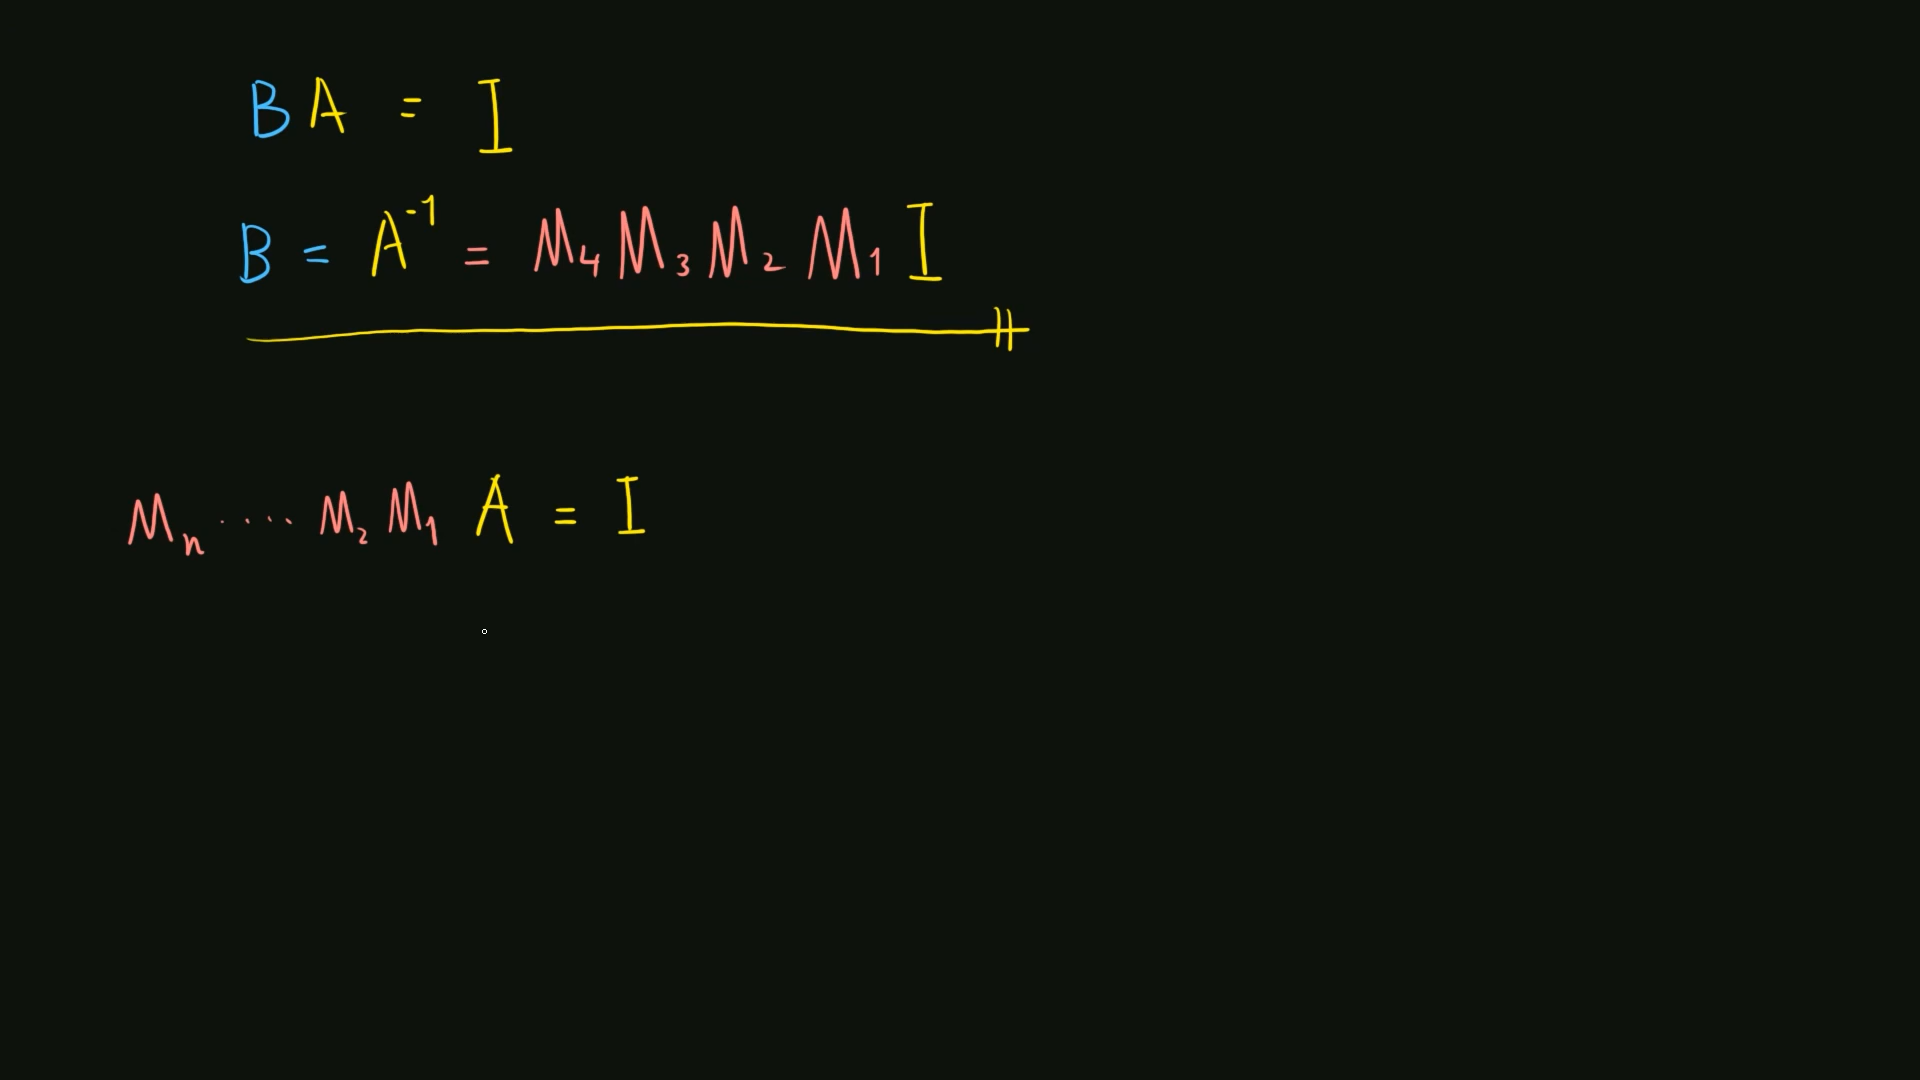 BA = I
B = A⁻¹ = M₄M₃M₂M₁I
Mₙ.....M₂M₁ A = I